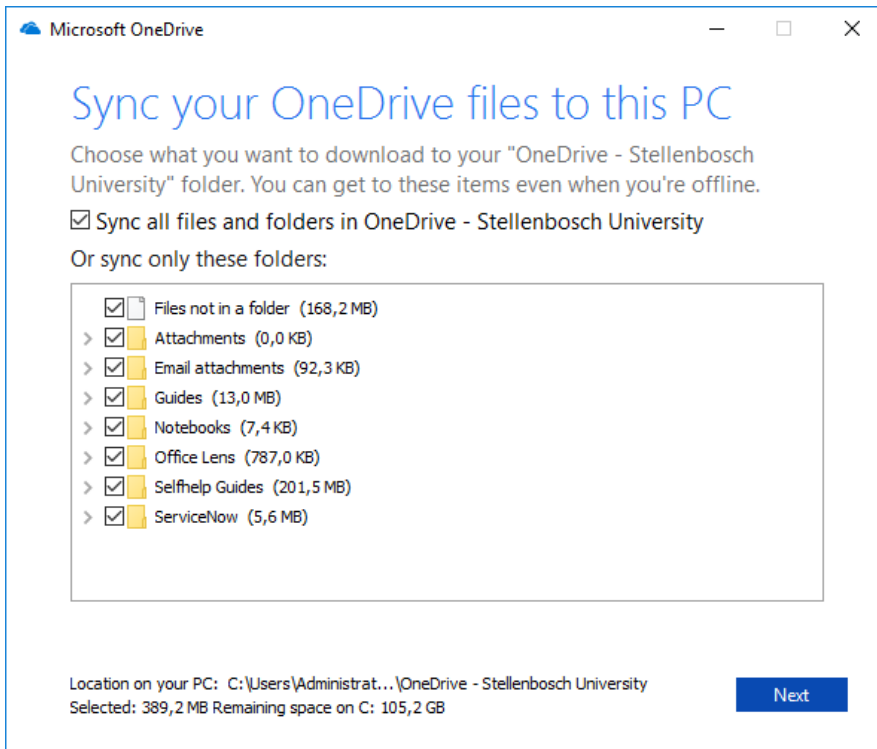 Microsoft OneDrive
Sync your OneDrive files to this PC
Choose what you want to download to your "OneDrive - Stellenbosch
University" folder. You can get to these items even when you're offline.
Sync all files and folders in OneDrive - Stellenbosch University
Or sync only these folders:
Files not in a folder (168,2 MB)
Attachments (0,0 KB)
Email attachments (92,3 KB)
Guides (13,0 MB)
Notebooks (7,4 KB)
Office Lens (787,0 KB)
Selfhelp Guides (201,5 MB)
ServiceNow (5,6 MB)
Location on your PC: C:\Users\Administrat...\OneDrive - Stellenbosch University
Selected: 389,2 MB Remaining space on C: 105,2 GB
Next